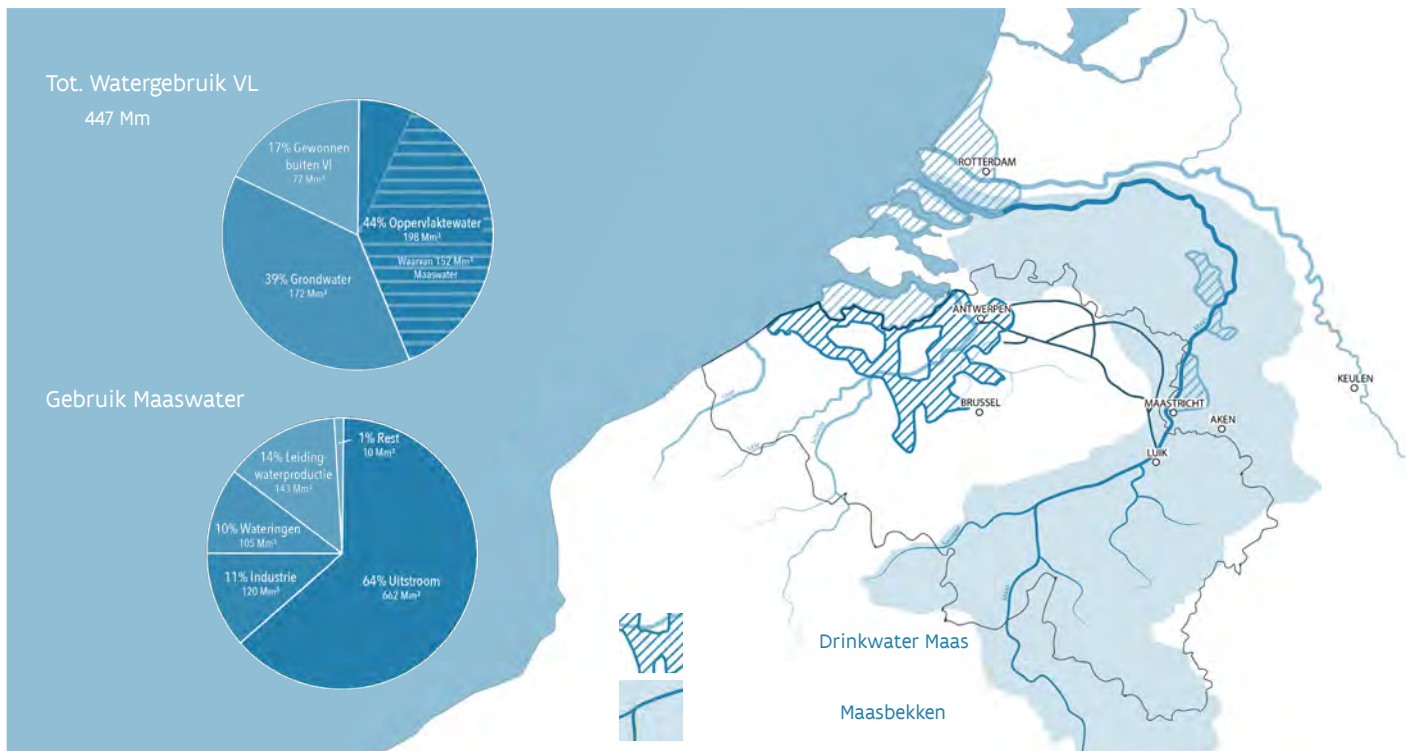 Tot. Watergebruik VL
447 Mm
17% Gewonnen
buiten Vl
77 Mm³
44% Oppervlaktewater
198 Mm³
Waarvan 152 Mm³
Maaswater
39% Grondwater
172 Mm³
Gebruik Maaswater
1% Rest
10 Mm³
14% Leiding-
waterproductie
143 Mm³
10% Wateringen
105 Mm³
11% Industrie
120 Mm³
64% Uitstroom
662 Mm³
ROTTERDAM
ANTWERPEN
BRUSSEL
MAASTRICHT
AKEN
KEULEN
LUIK
Drinkwater Maas
Maasbekken